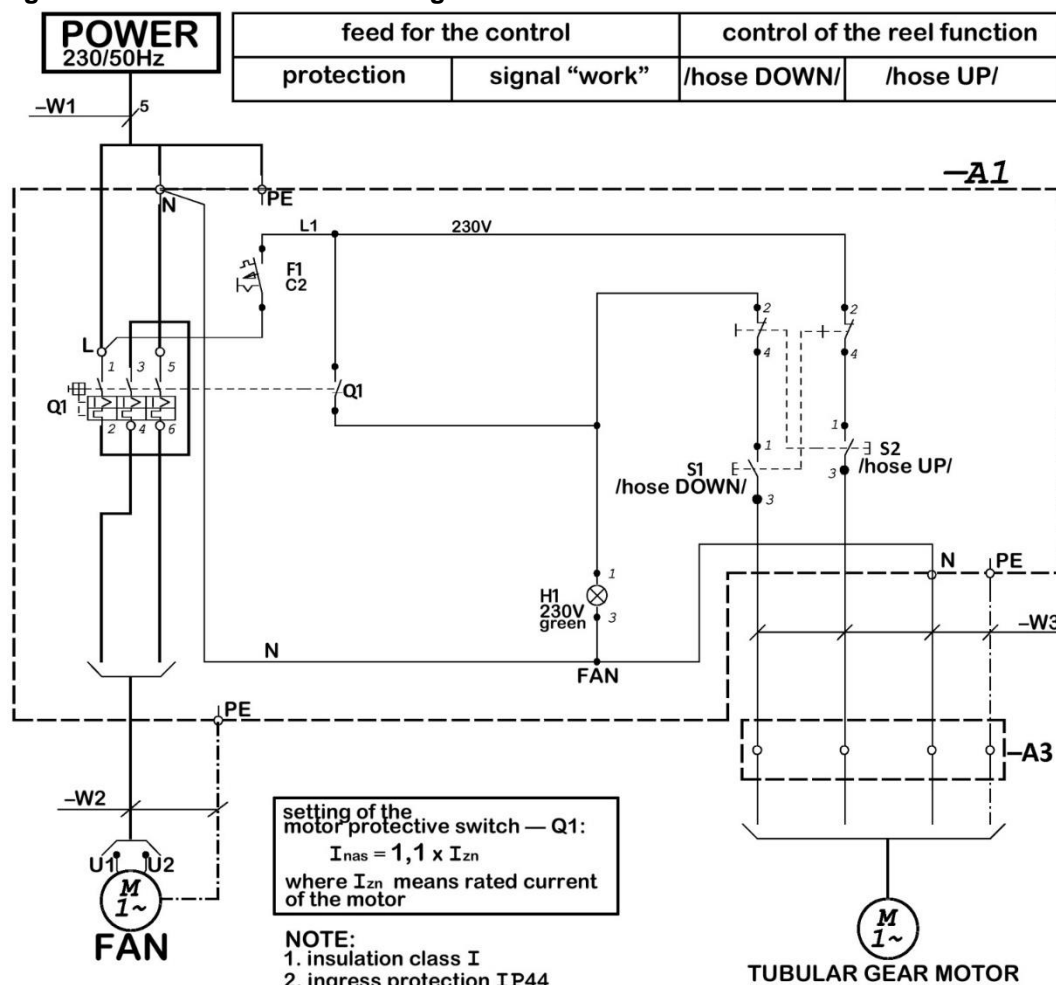 POWER
230/50Hz
feed for the control
control of the reel function
protection
signal “work”
/hose DOWN/
/hose UP/
–W1
5
–A1
N
PE
L1
230V
F1
C2
2
2
4
4
L
1
3
5
Q1
Q1
2
4
6
1
1
S1
/hose DOWN/
S2
/hose UP/
3
3
N
PE
1
H1
230V
green
3
–W3
N
FAN
PE
–A3
–W2
U1
U2
M
1~
FAN
setting of the
motor protective switch — Q1:
Inas = 1,1 x Izn
where Izn means rated current
of the motor
NOTE:
1. insulation class I
2. ingress protection IP44
M
1~
TUBULAR GEAR MOTOR